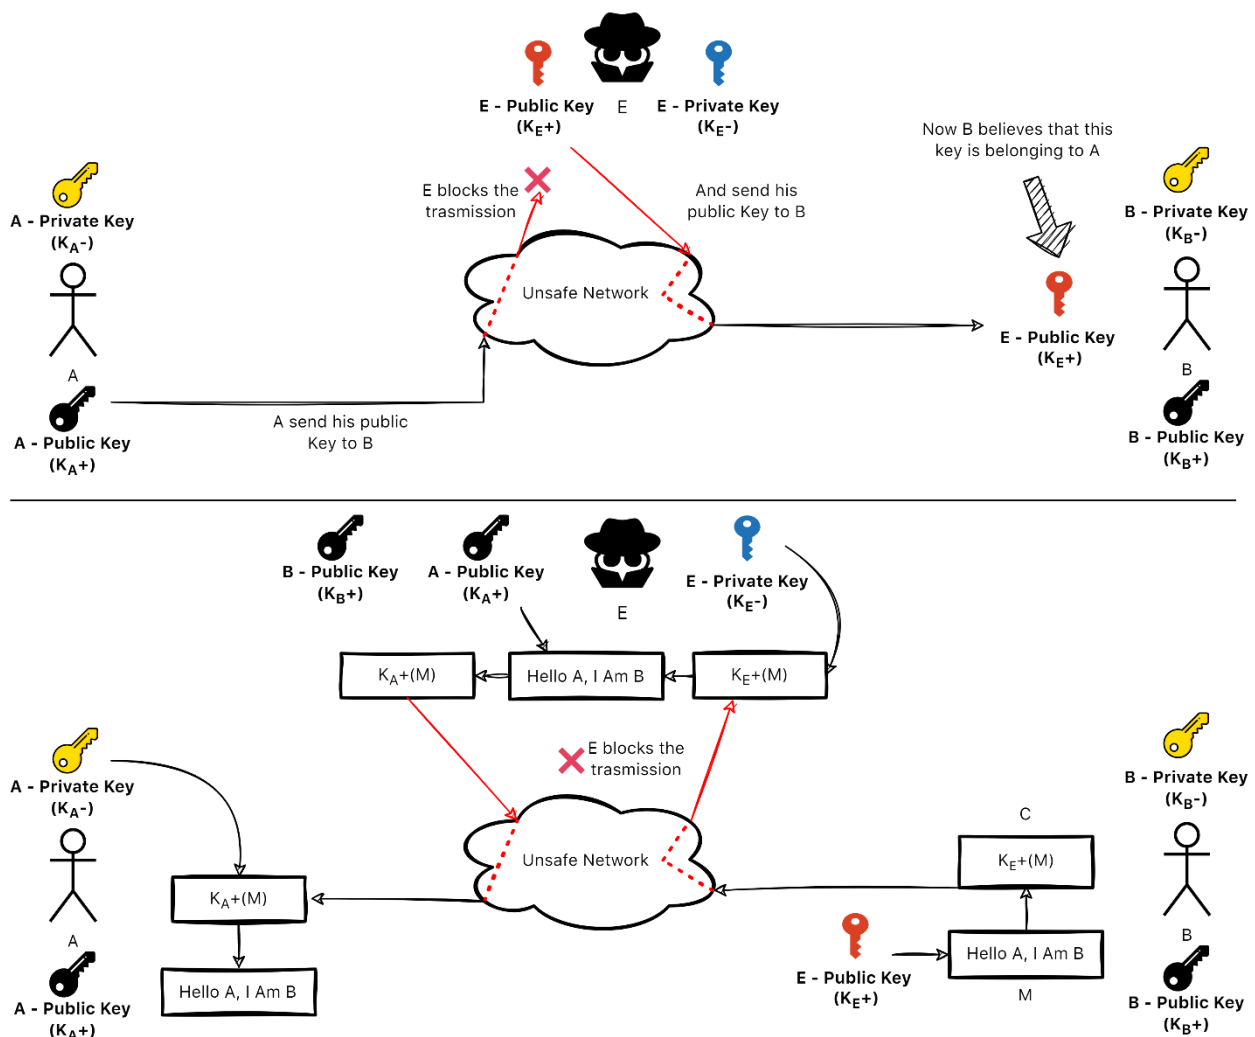 E - Public Key
(KE+)
E
E - Private Key
(KE-)
Now B believes that this
key is belonging to A
E blocks the
trasmission
And send his
public Key to B
A - Private Key
(KA-)
B - Private Key
(KB-)
Unsafe Network
E - Public Key
(KE+)
A
B
A - Public Key
(KA+)
A send his public
Key to B
B - Public Key
(KB+)
B - Public Key
(KB+)
A - Public Key
(KA+)
E
E - Private Key
(KE-)
KA+(M)
Hello A, I Am B
KE+(M)
E blocks the
trasmission
A - Private Key
(KA-)
B - Private Key
(KB-)
Unsafe Network
C
KE+(M)
KA+(M)
A
Hello A, I Am B
B
E - Public Key
(KE+)
M
Hello A, I Am B
A - Public Key
(KA+)
B - Public Key
(KB+)